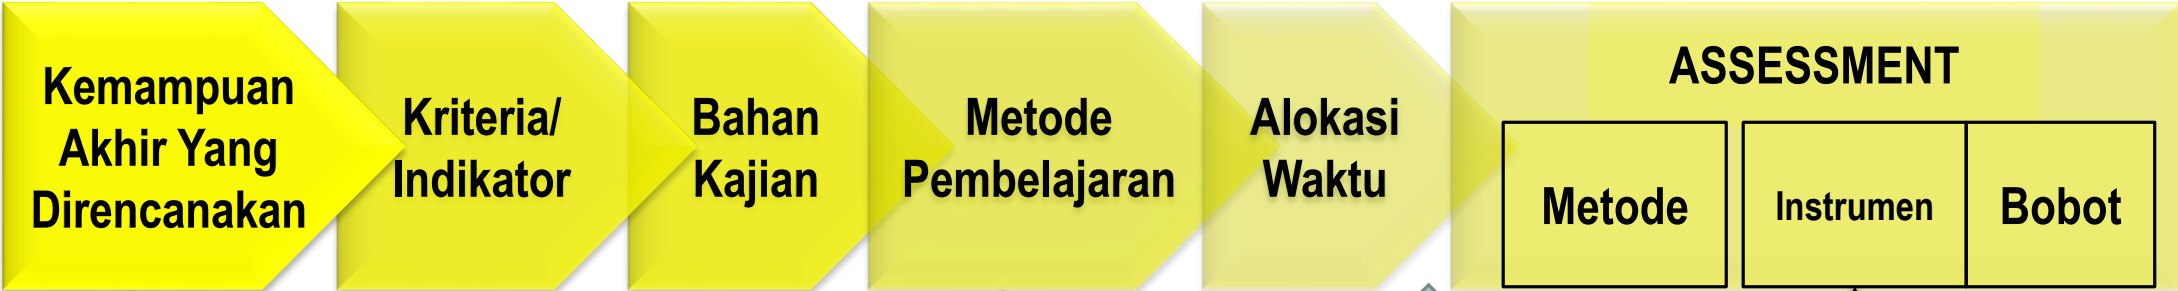 Kemampuan
Akhir Yang
Direncanakan
Kriteria/
Indikator
Bahan
Kajian
Metode
Pembelajaran
Alokasi
Waktu
ASSESSMENT
Metode
Instrumen
Bobot